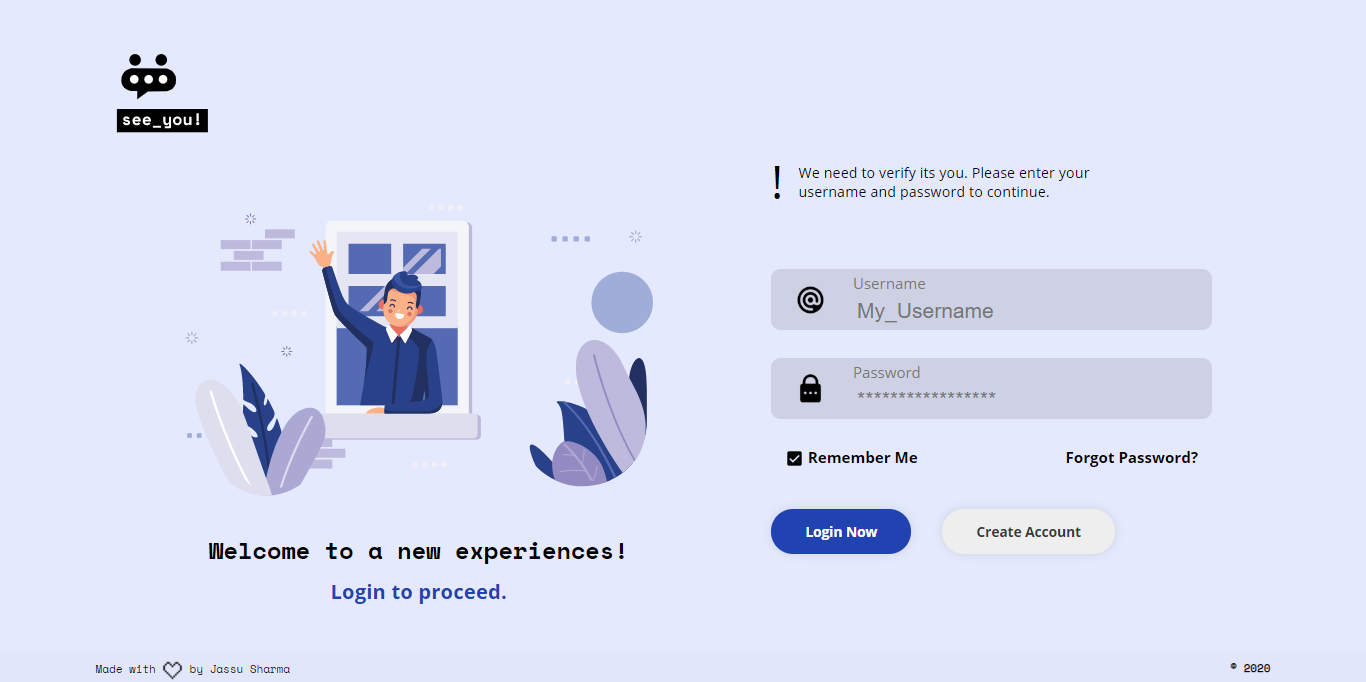 see_you!
!
We need to verify its you. Please enter your
username and password to continue.
Username
My_Username
Password
*****************
Remember Me
Forgot Password?
Login Now
Create Account
Welcome to a new experiences!
Login to proceed.
Made with by Jassu Sharma
© 2020